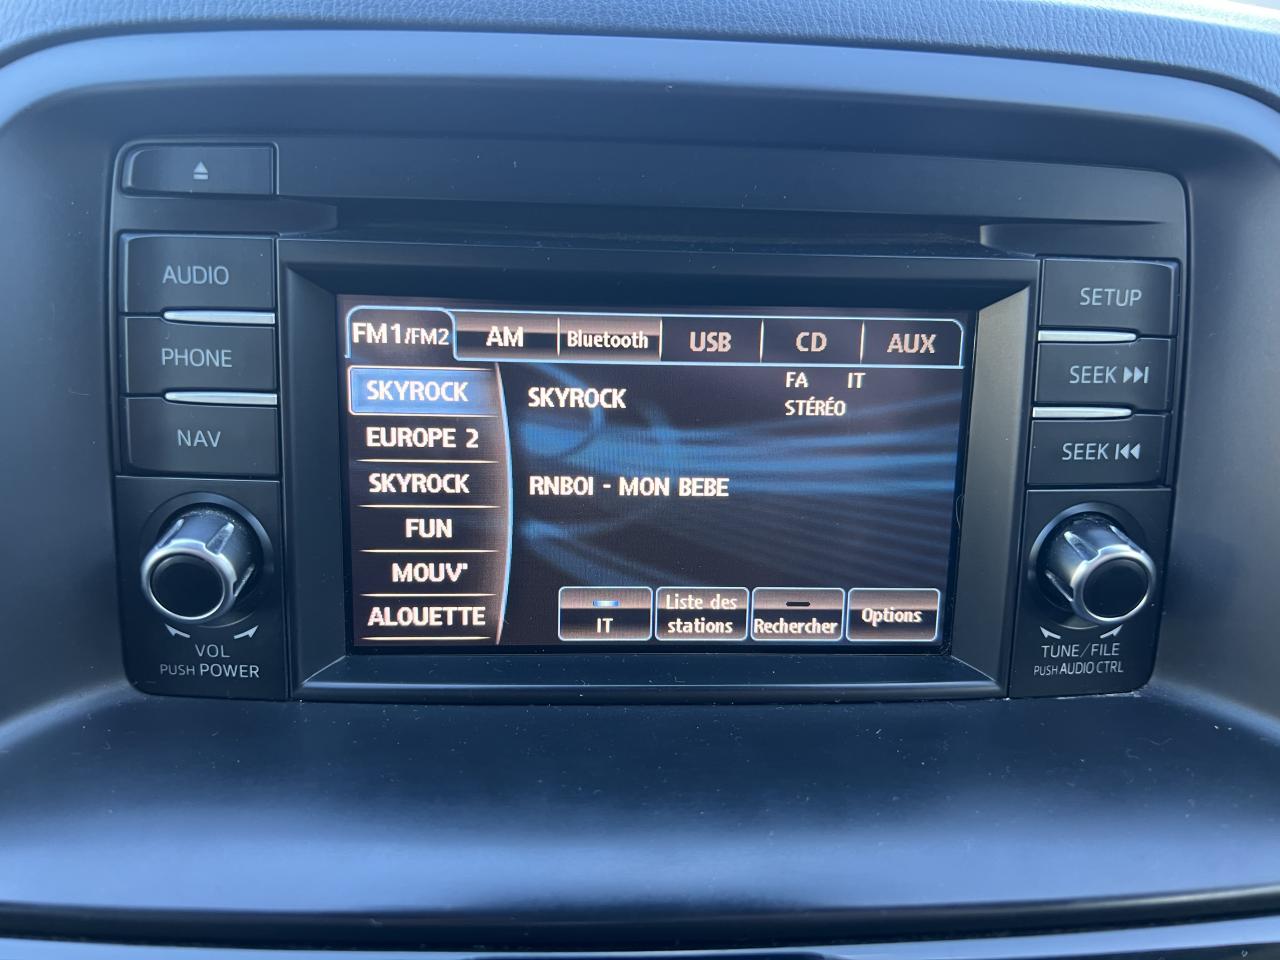 AUDIO
PHONE
NAV
VOL
PUSH POWER
FM1/FM2
AM
Bluetooth
USB
CD
AUX
SKYROCK
EUROPE 2
SKYROCK
FUN
MOUV'
ALOUETTE
SKYROCK
FA IT
STÉRÉO
RNBOI - MON BEBE
IT
Liste des
stations
Rechercher
Options
SETUP
SEEK
SEEK
TUNE/FILE
PUSH AUDIO CTRL